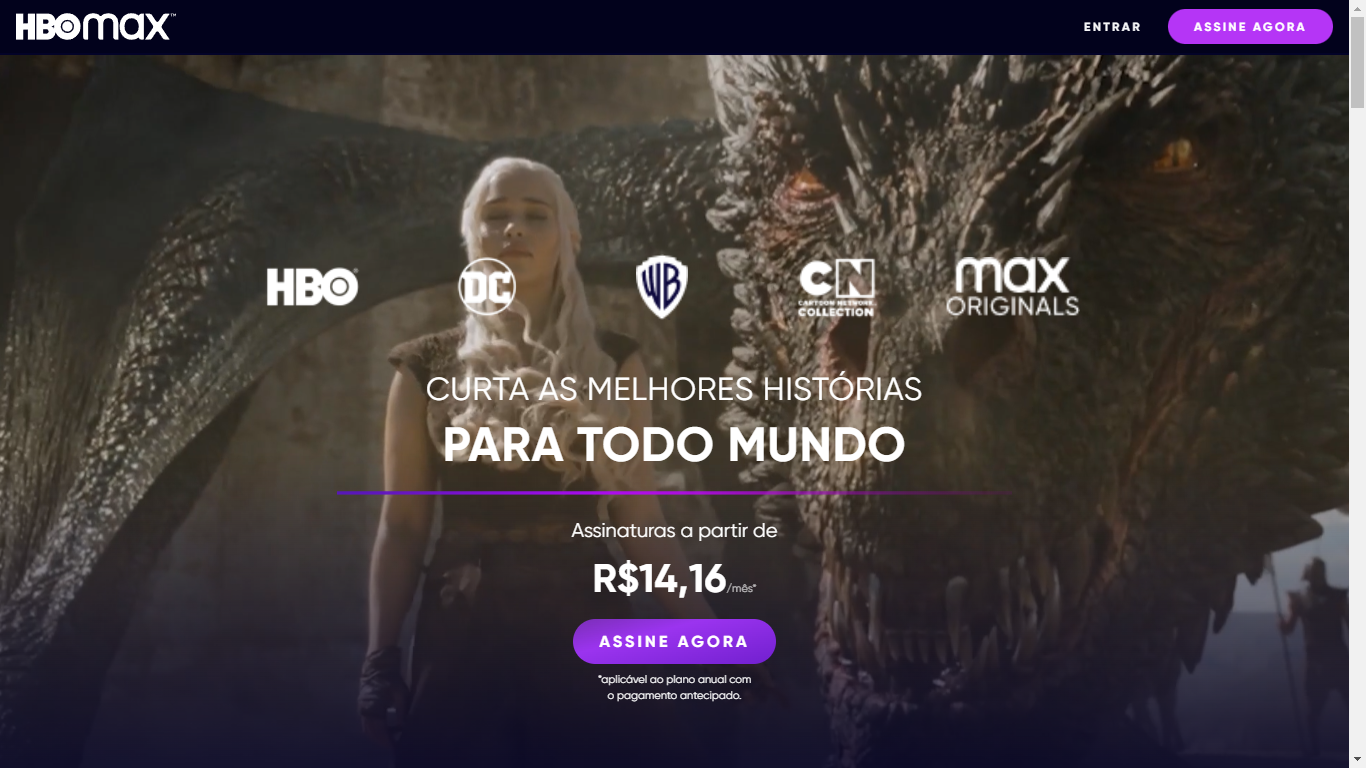 HBOmax™
ENTRAR
ASSINE AGORA
HBO
DC
WB
CN
CARTOON NETWORK
COLLECTION
max
ORIGINALS
CURTA AS MELHORES HISTÓRIAS
PARA TODO MUNDO
Assinaturas a partir de
R$14,16/mês*
ASSINE AGORA
*aplicável ao plano anual com
o pagamento antecipado.